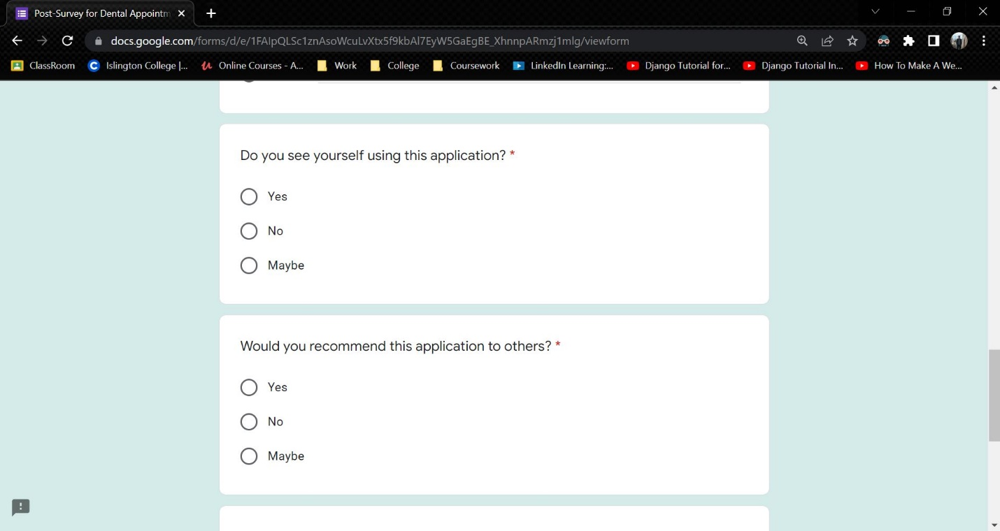 Post-Survey for Dental Appointm
docs.google.com/forms/d/e/1FAIpQLSc1znAsoWcuLvXtx5f9kbAl7EyW5GaEgBE_XhnnpARmzj1mlg/viewform
ClassRoom Islington College |... Online Courses - A... Work College Coursework LinkedIn Learning:... Django Tutorial for... Django Tutorial In... How To Make A We...
Do you see yourself using this application? *
Yes
No
Maybe
Would you recommend this application to others? *
Yes
No
Maybe